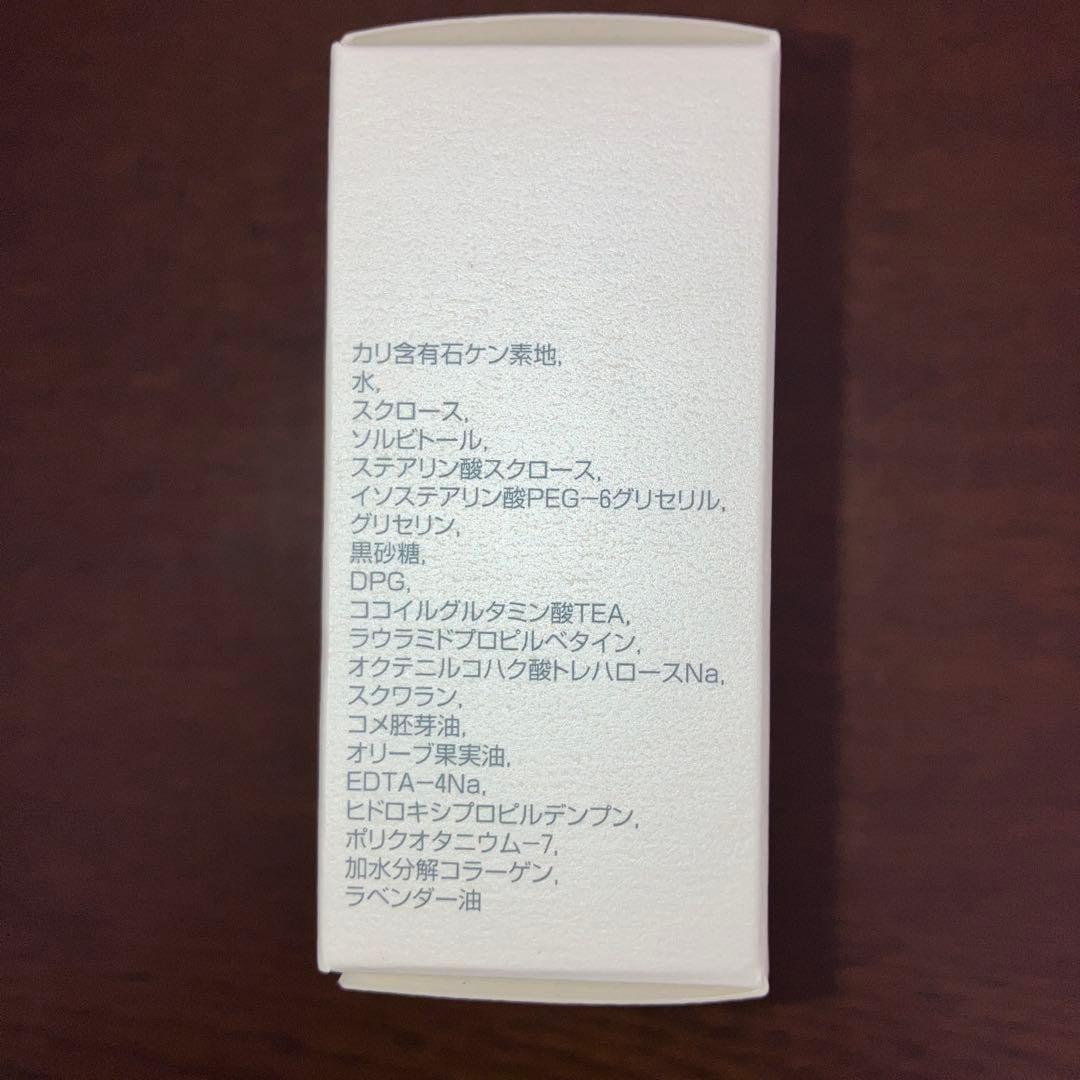 カリ含有石ケン素地,
水,
スクロース,
ソルビトール,
ステアリン酸スクロース,
イソステアリン酸PEG−6グリセリル,
グリセリン,
黒砂糖,
DPG,
ココイルグルタミン酸TEA,
ラウラミドプロピルベタイン,
オクテニルコハク酸トレハロースNa,
スクワラン,
コメ胚芽油,
オリーブ果実油,
EDTA−4Na,
ヒドロキシプロピルデンプン,
ポリクオタニウム−7,
加水分解コラーゲン,
ラベンダー油